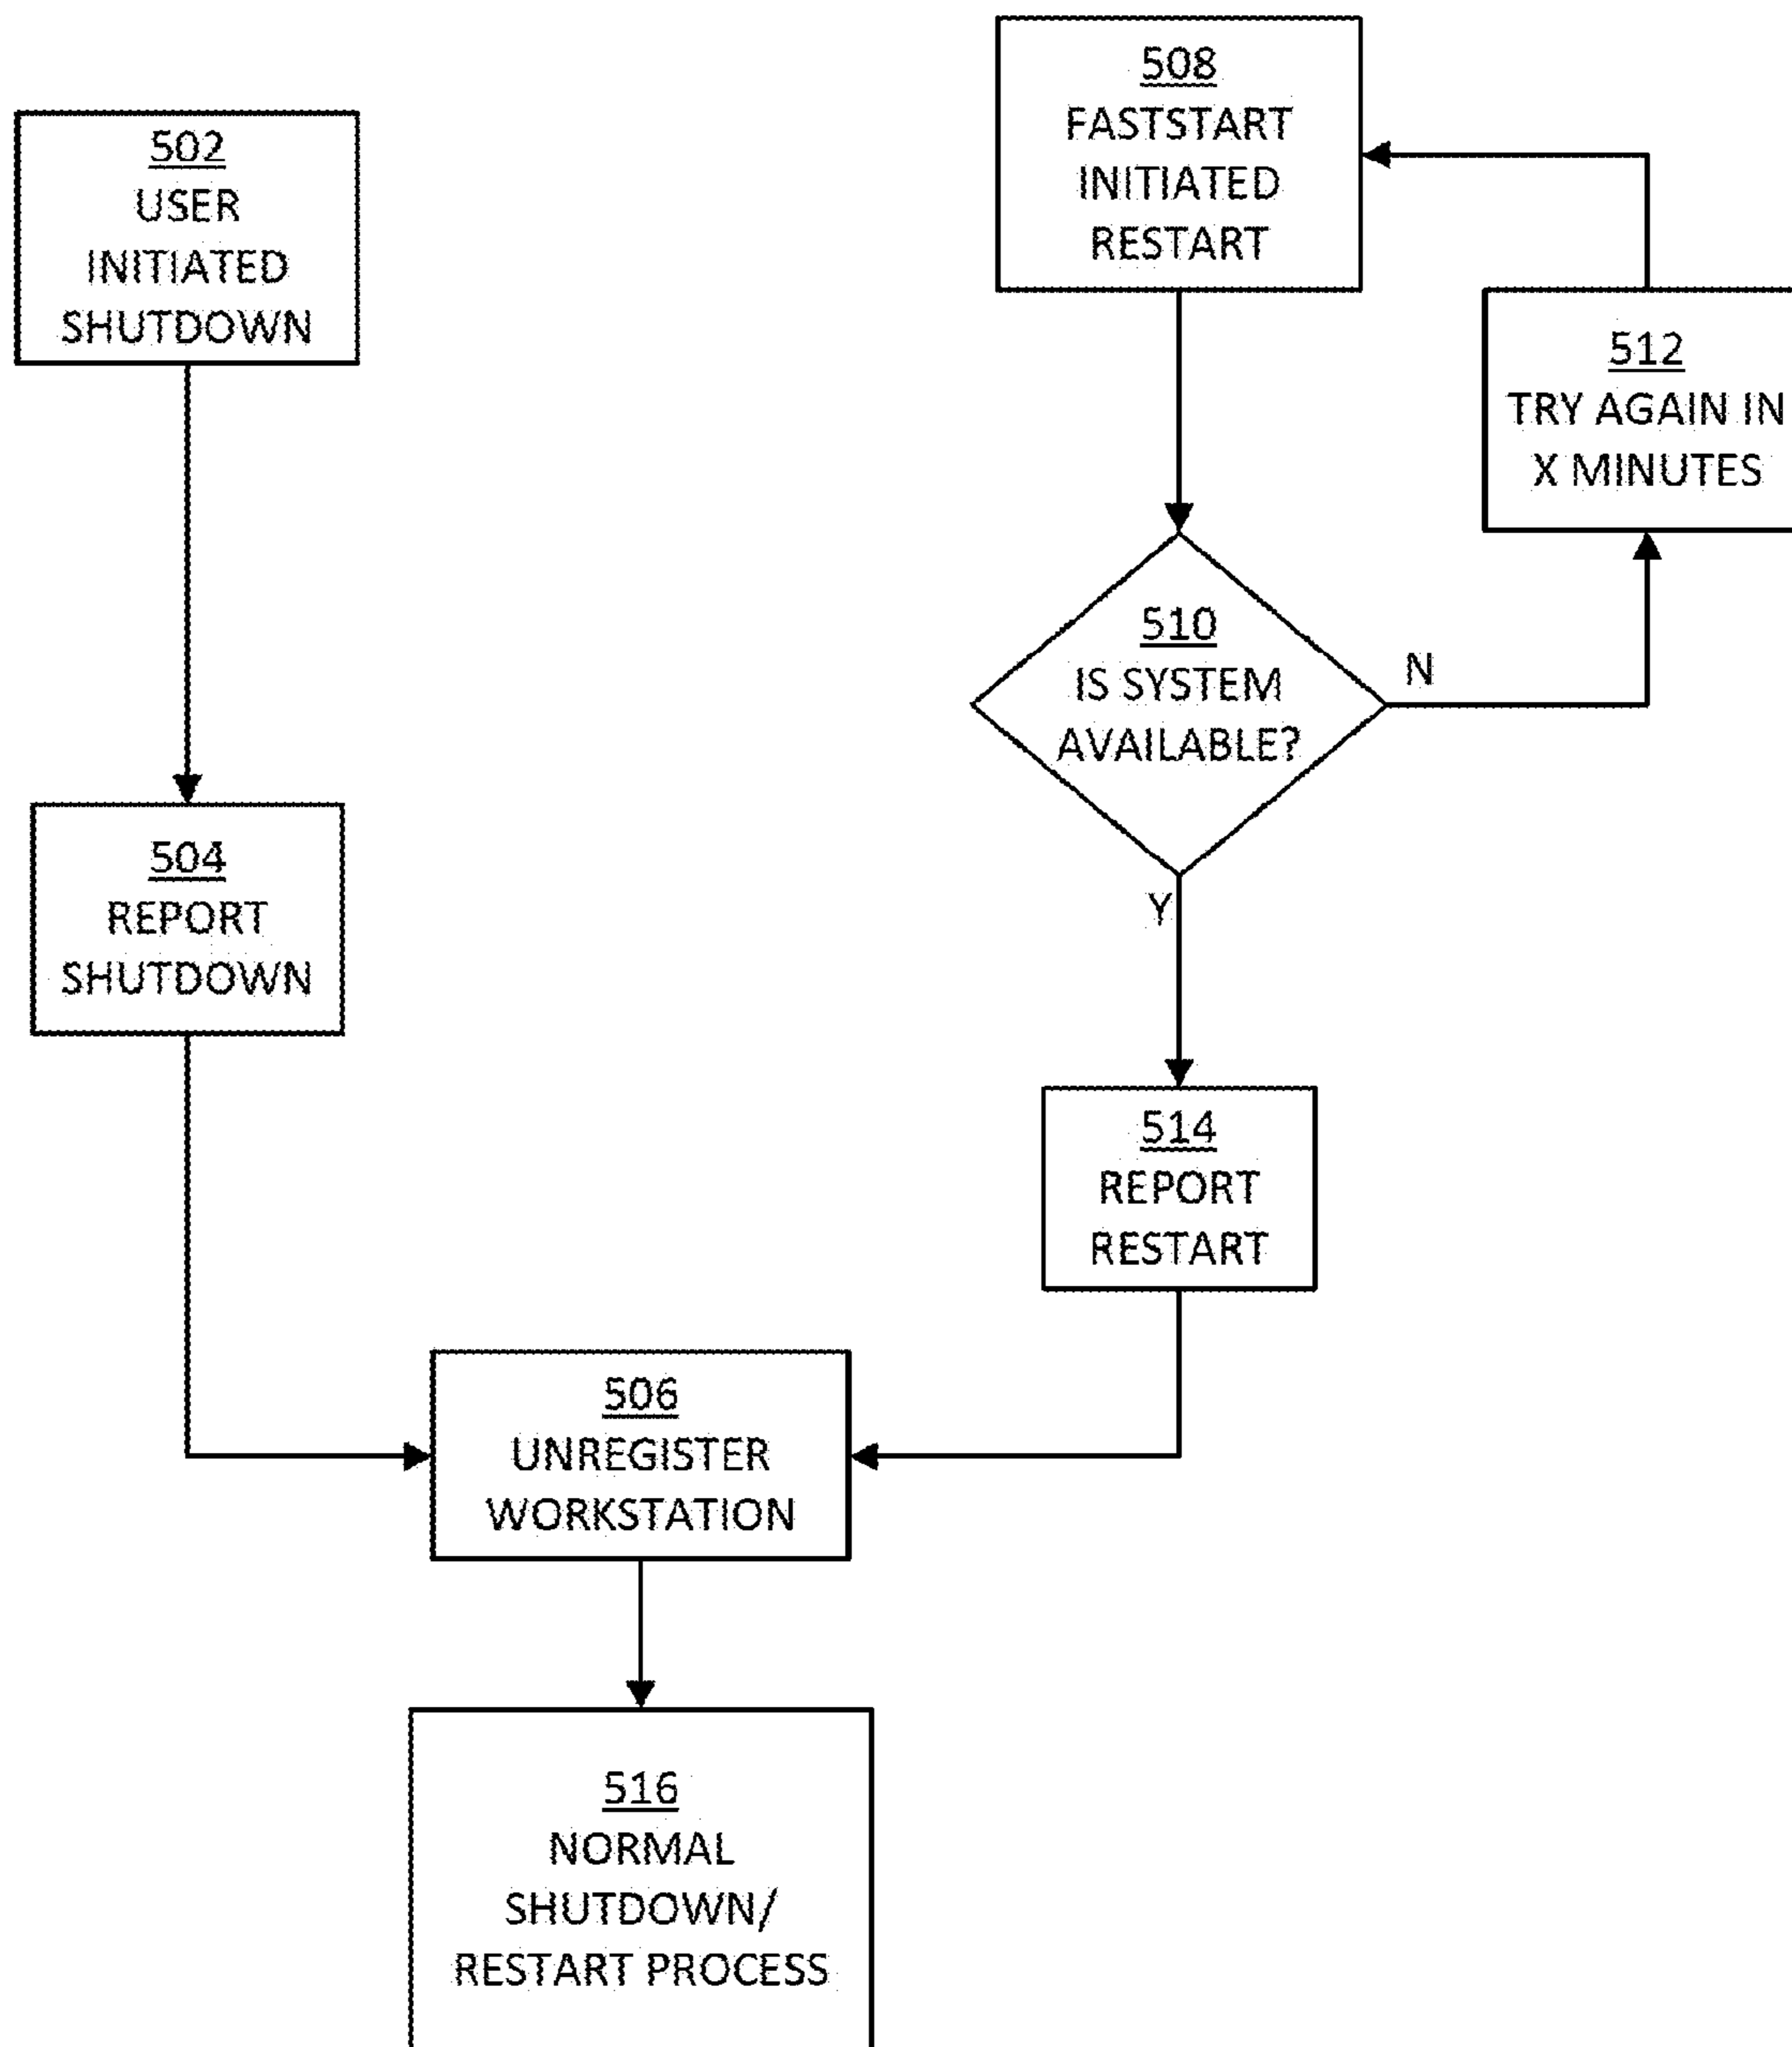 502
USER
INITIATED
SHUTDOWN
504
REPORT
SHUTDOWN
508
FASTSTART
INITIATED
RESTART
512
TRY AGAIN IN
X MINUTES
510
IS SYSTEM
AVAILABLE?
N
Y
514
REPORT
RESTART
506
UNREGISTER
WORKSTATION
516
NORMAL
SHUTDOWN/
RESTART PROCESS